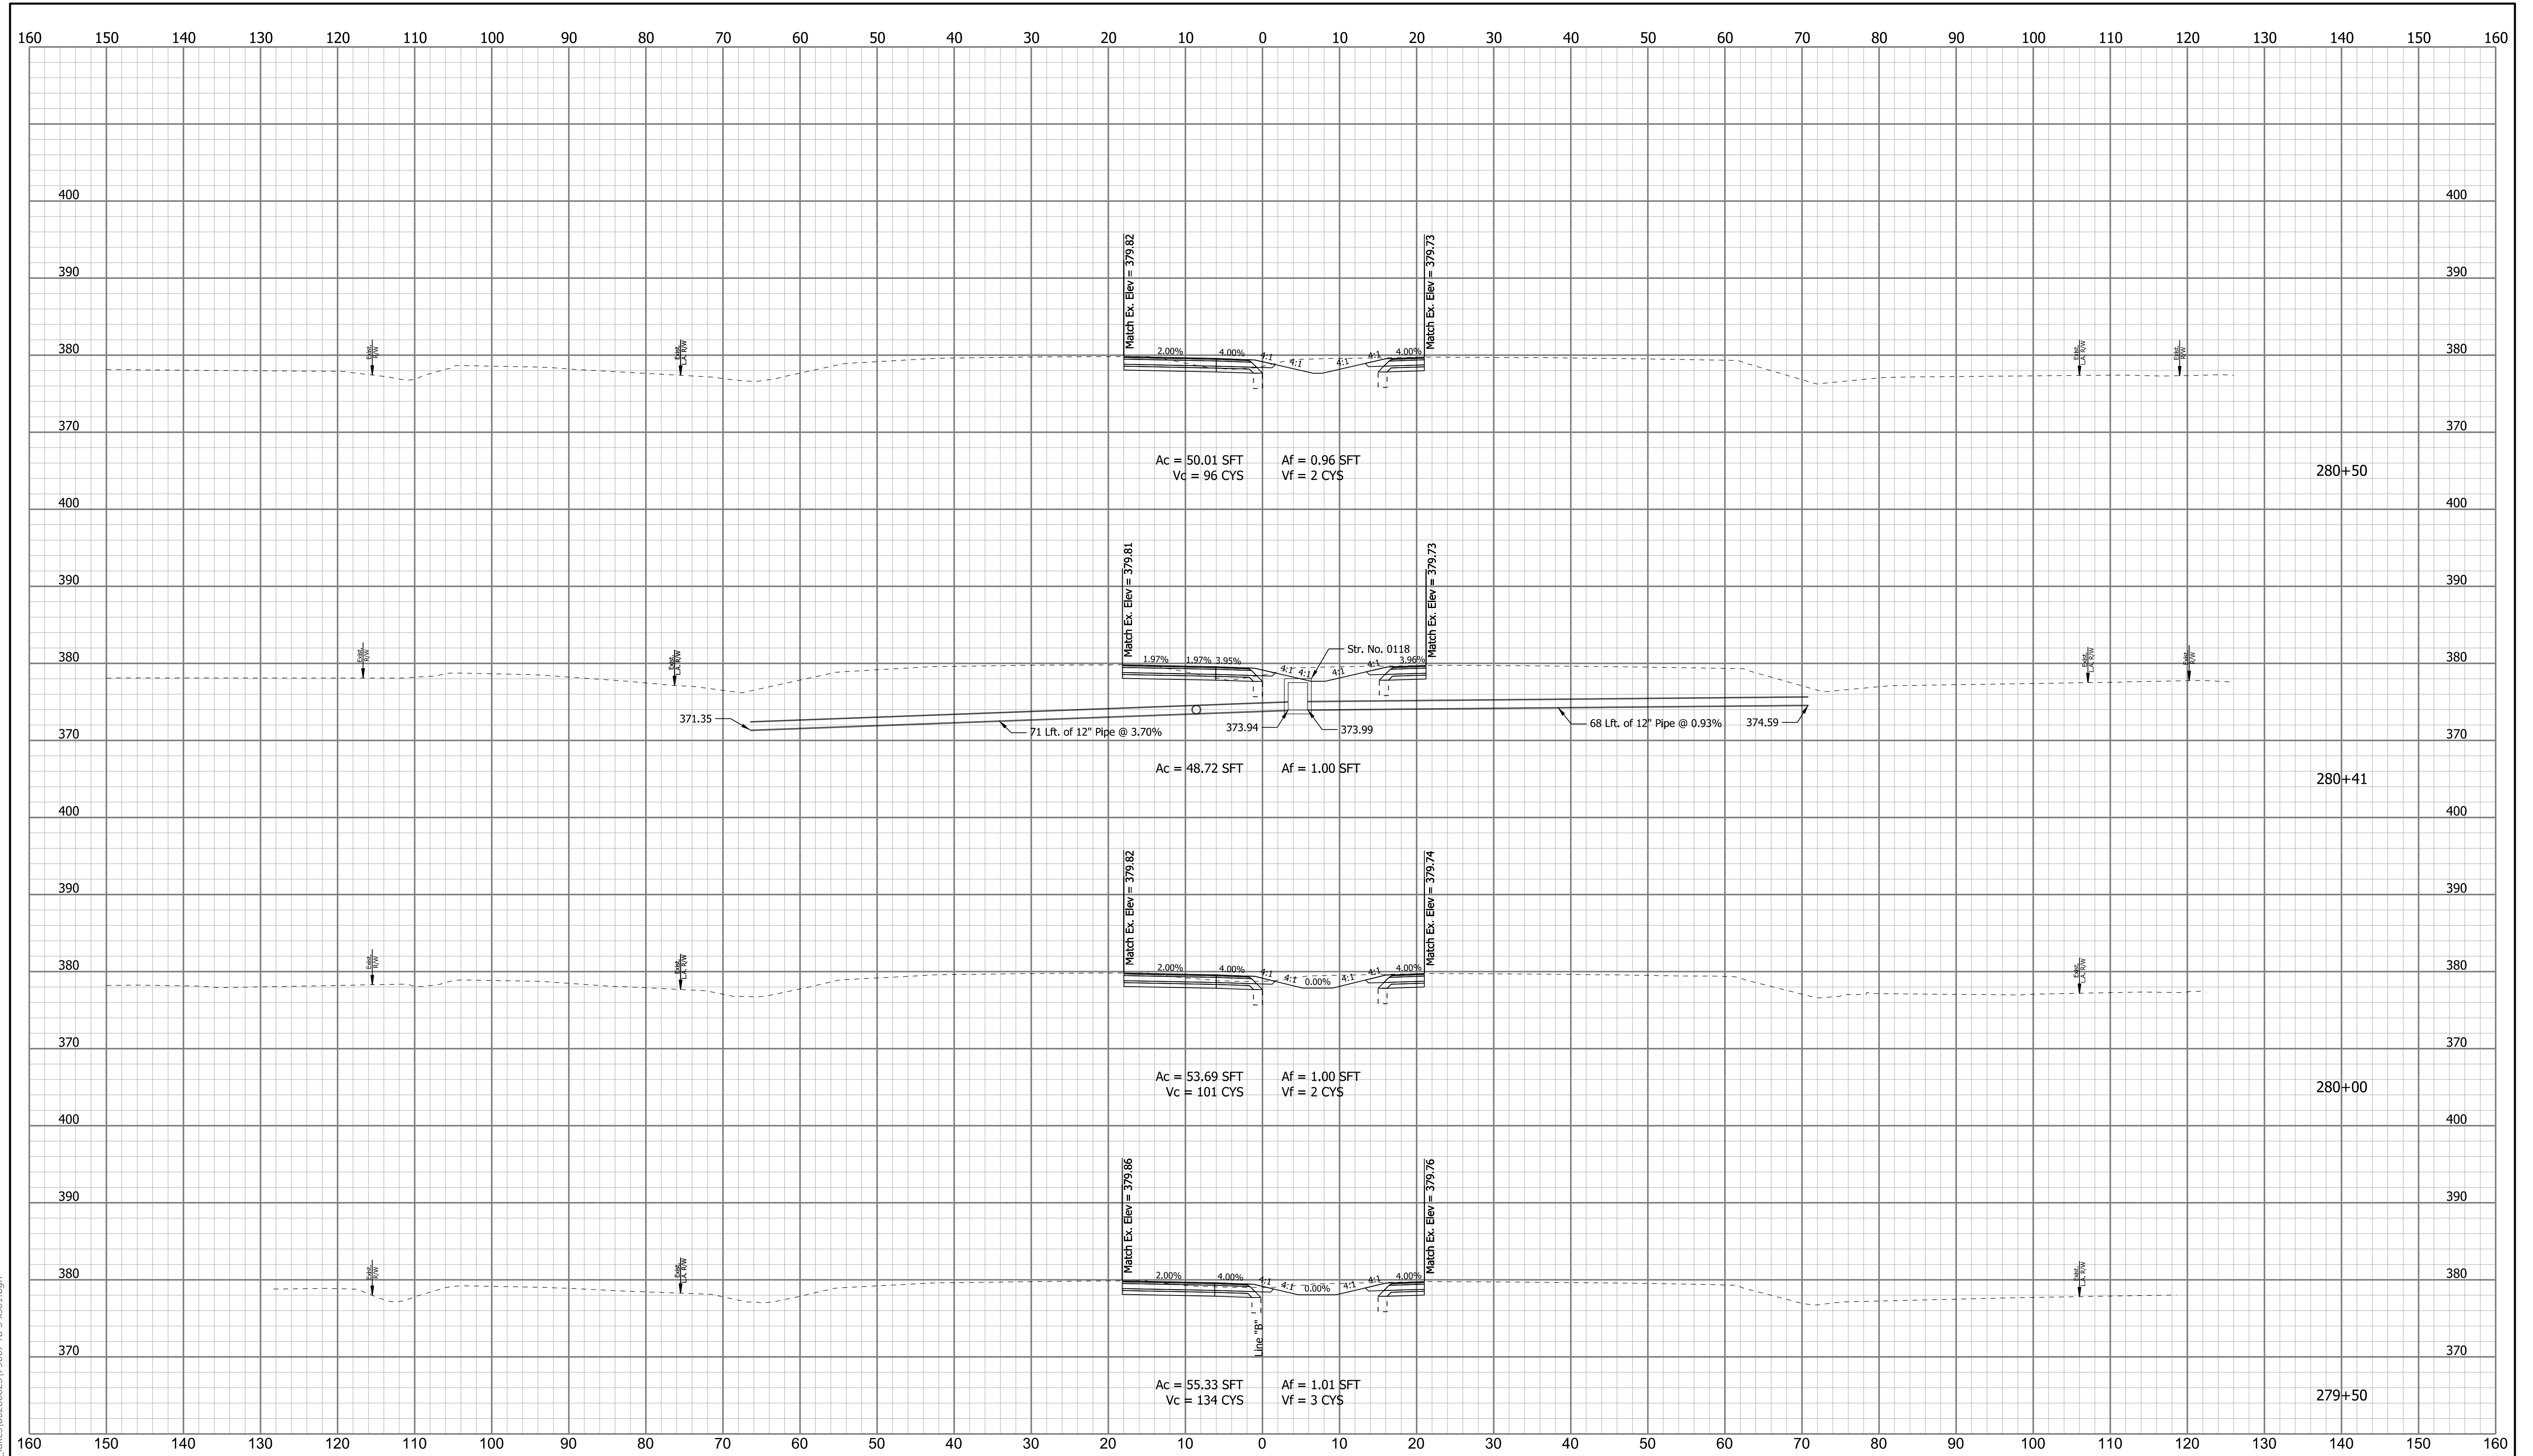 160 150 140 130 120 110 100 90 80 70 60 50 40 30 20 10 0 10 20 30 40 50 60 70 80 90 100 110 120 130 140 150 160
400 400
Match Ex. Elev = 379.82
Match Ex. Elev = 379.73
390 390
Exist. R/W
Exist. L.A. R/W
Exist. L.A. R/W
Exist. R/W
380 2.00% 4.00% 4:1 4:1 4:1 4:1 4.00% 380
370 370
Ac = 50.01 SFT Af = 0.96 SFT
Vc = 96 CYS Vf = 2 CYS
280+50
400 400
Match Ex. Elev = 379.81
Match Ex. Elev = 379.73
390 390
Exist. R/W
Exist. L.A. R/W
Str. No. 0118
Exist. L.A. R/W
Exist. R/W
380 1.97% 1.97% 3.95% 4:1 4:1 4:1 4:1 3.96% 380
371.35
71 Lft. of 12" Pipe @ 3.70%
373.94
373.99
68 Lft. of 12" Pipe @ 0.93%
374.59
370 370
Ac = 48.72 SFT Af = 1.00 SFT
280+41
400 400
Match Ex. Elev = 379.82
Match Ex. Elev = 379.74
390 390
Exist. R/W
Exist. L.A. R/W
Exist. L.A. R/W
380 2.00% 4.00% 4:1 4:1 0.00% 4:1 4:1 4.00% 380
370 370
Ac = 53.69 SFT Af = 1.00 SFT
Vc = 101 CYS Vf = 2 CYS
280+00
400 400
Match Ex. Elev = 379.86
Match Ex. Elev = 379.76
390 390
Exist. R/W
Exist. L.A. R/W
Exist. L.A. R/W
380 2.00% 4.00% 4:1 4:1 0.00% 4:1 4:1 4.00% 380
Line "B"
370 370
Ac = 55.33 SFT Af = 1.01 SFT
Vc = 134 CYS Vf = 3 CYS
279+50
160 150 140 130 120 110 100 90 80 70 60 50 40 30 20 10 0 10 20 30 40 50 60 70 80 90 100 110 120 130 140 150 160